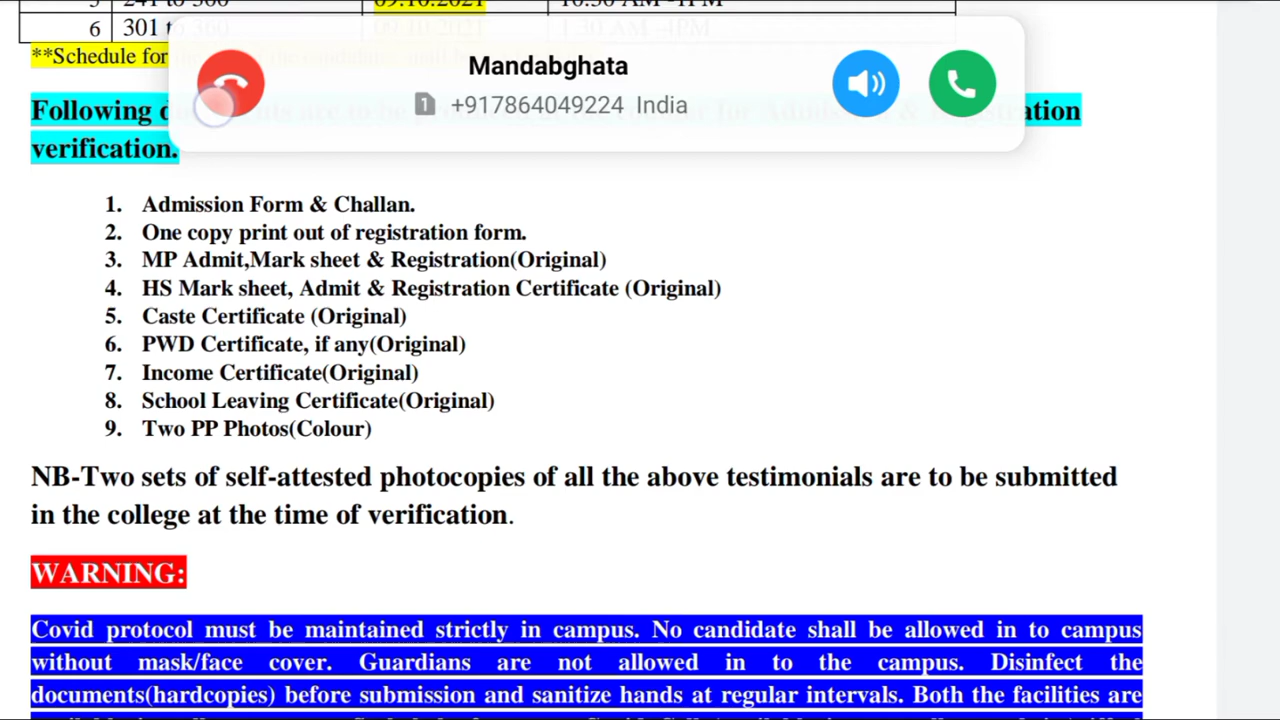 6 301 t
**Schedule for
Mandabghata
1 +917864049224 India
Following d
ation
verification.
1. Admission Form & Challan.
2. One copy print out of registration form.
3. MP Admit,Mark sheet & Registration(Original)
4. HS Mark sheet, Admit & Registration Certificate (Original)
5. Caste Certificate (Original)
6. PWD Certificate, if any(Original)
7. Income Certificate(Original)
8. School Leaving Certificate(Original)
9. Two PP Photos(Colour)
NB-Two sets of self-attested photocopies of all the above testimonials are to be submitted
in the college at the time of verification.
WARNING:
Covid protocol must be maintained strictly in campus. No candidate shall be allowed in to campus
without mask/face cover. Guardians are not allowed in to the campus. Disinfect the
documents(hardcopies) before submission and sanitize hands at regular intervals. Both the facilities are